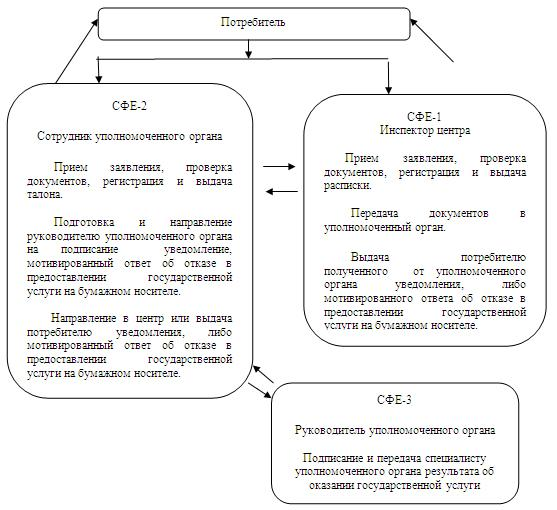 Потребитель
СФЕ-2
Сотрудник уполномоченного органа
Прием заявления, проверка
документов, регистрация и выдача
талона.
Подготовка и направление
руководителю уполномоченного органа
на подписание уведомление,
мотивированный ответ об отказе в
предоставлении государственной
услуги на бумажном носителе.
Направление в центр или выдача
потребителю уведомления, либо
мотивированный ответ об отказе в
предоставлении государственной
услуги на бумажном носителе.
СФЕ-1
Инспектор центра
Прием заявления, проверка
документов, регистрация и выдача
расписки.
Передача документов в
уполномоченный орган.
Выдача потребителю
полученного от уполномоченного
органа уведомления, либо
мотивированного ответа об отказе в
предоставлении государственной
услуги на бумажном носителе.
СФЕ-3
Руководитель уполномоченного органа
Подписание и передача специалисту
уполномоченного органа результата об
оказании государственной услуги